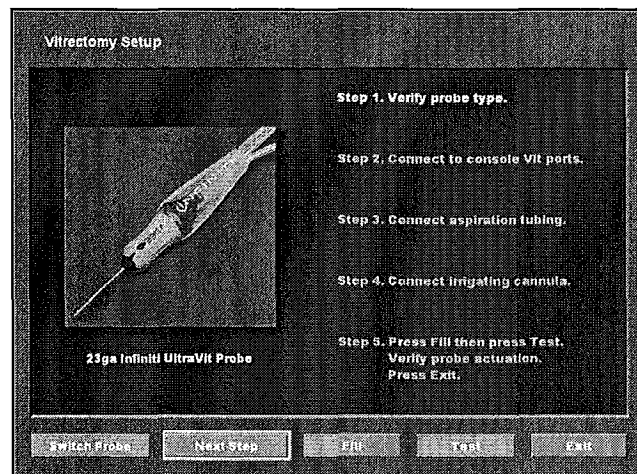 Vitrectomy Setup
Step 1. Verify probe type.
Step 2. Connect to console Vit ports.
Step 3. Connect aspiration tubing.
Step 4. Connect irrigating cannula.
Step 5. Press Fill then press Test.
Verify probe actuation.
Press Exit.
23ga Infiniti UltraVit Probe
Switch Probe
Next Step
Fill
Test
Exit